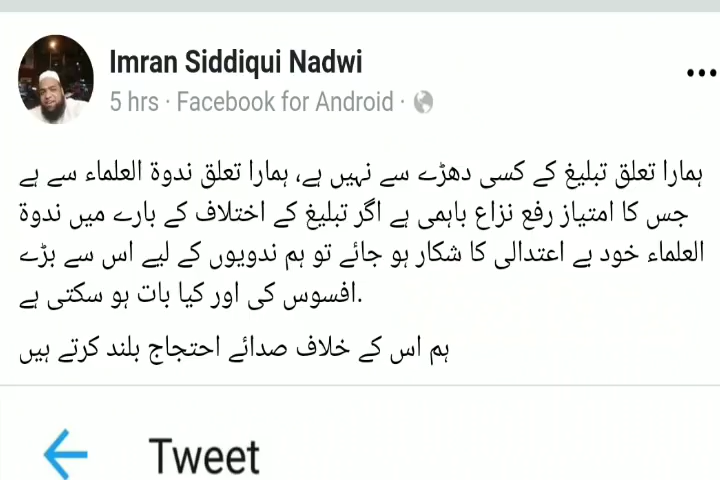 Imran Siddiqui Nadwi
5 hrs · Facebook for Android ·
ہمارا تعلق تبلیغ کے کسی دھڑے سے نہیں ہے، ہمارا تعلق ندوۃ العلماء سے ہے
جس کا امتیاز رفع نزاع باہمی ہے اگر تبلیغ کے اختلاف کے بارے میں ندوۃ
العلماء خود بے اعتدالی کا شکار ہو جائے تو ہم ندویوں کے لیے اس سے بڑے
افسوس کی اور کیا بات ہو سکتی ہے.
ہم اس کے خلاف صدائے احتجاج بلند کرتے ہیں
Tweet